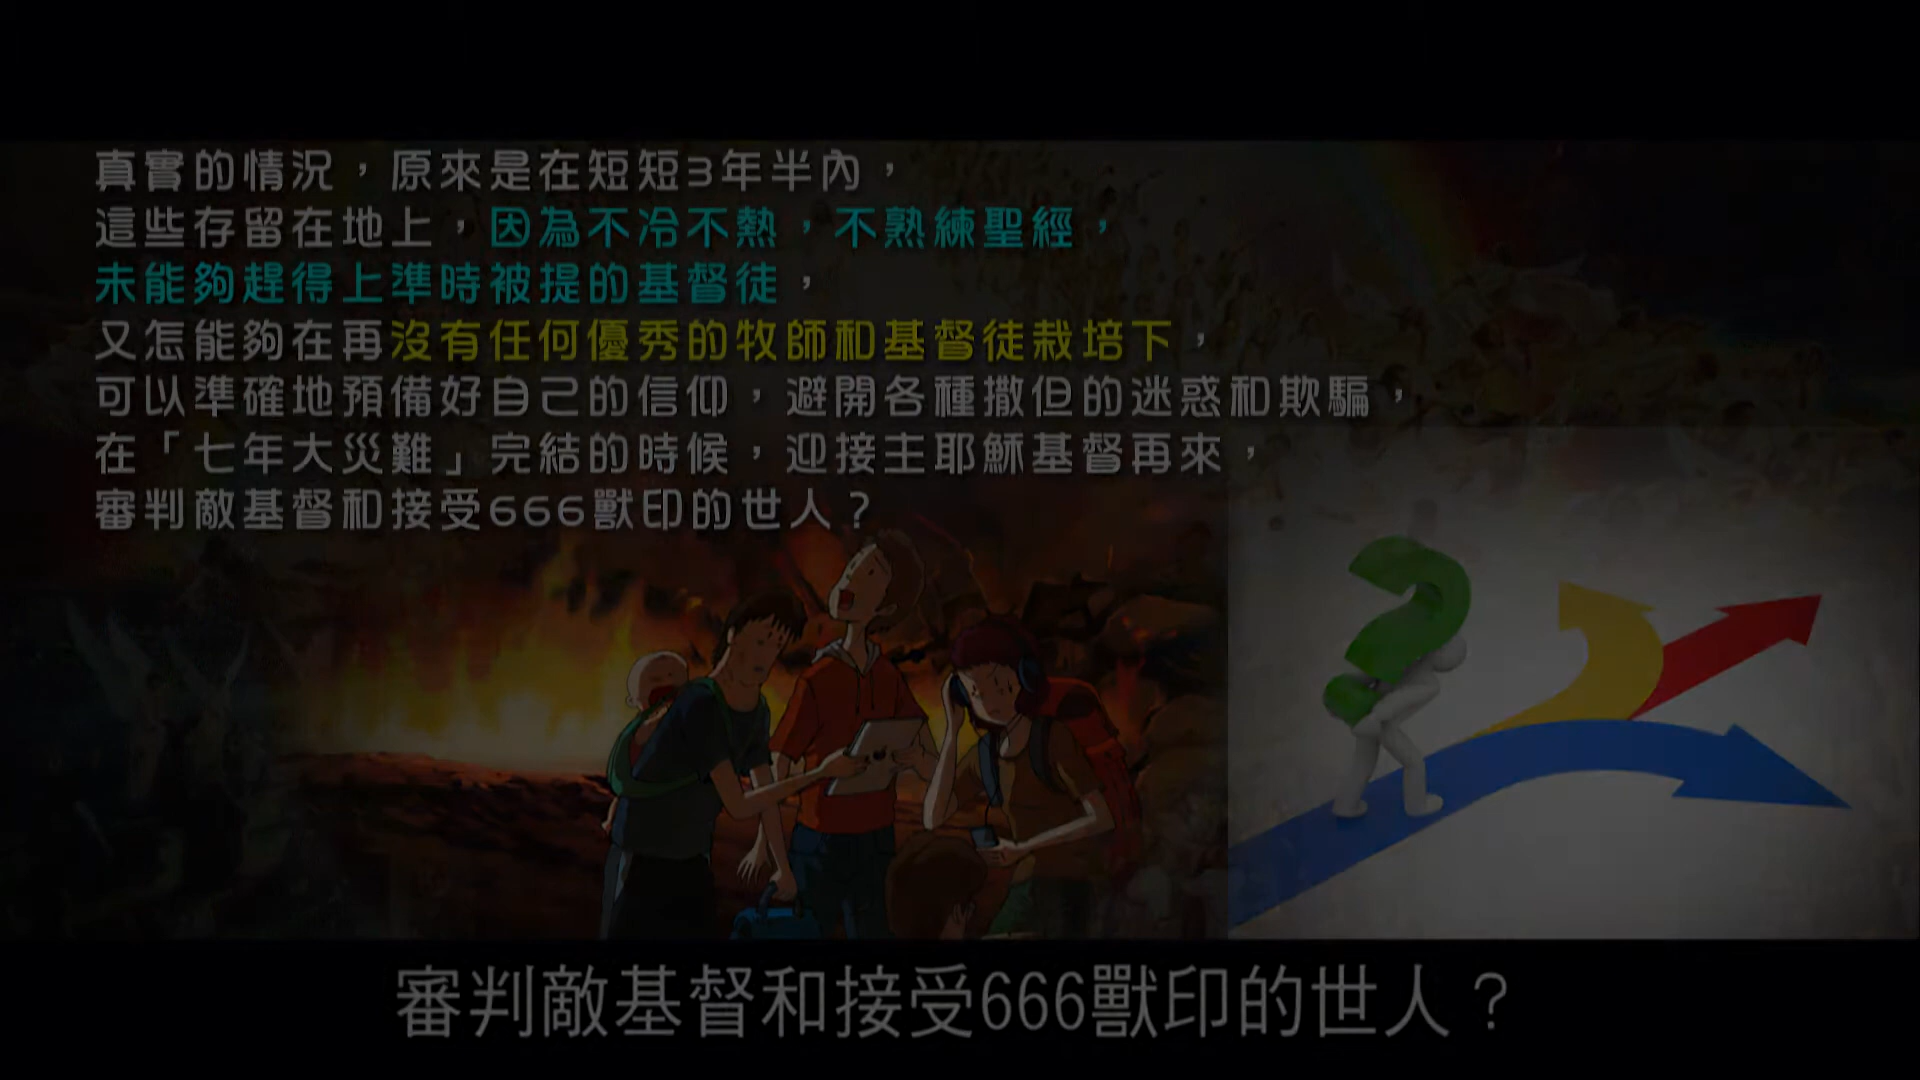 真實的情況，原來是在短短3年半內，
這些存留在地上，因為不冷不熱，不熟練聖經，
未能夠趕得上準時被提的基督徒，
又怎能夠在再沒有任何優秀的牧師和基督徒栽培下，
可以準確地預備好自己的信仰，避開各種撒但的迷惑和欺騙，
在「七年大災難」完結的時候，迎接主耶穌基督再來，
審判敵基督和接受666獸印的世人？
審判敵基督和接受666獸印的世人？